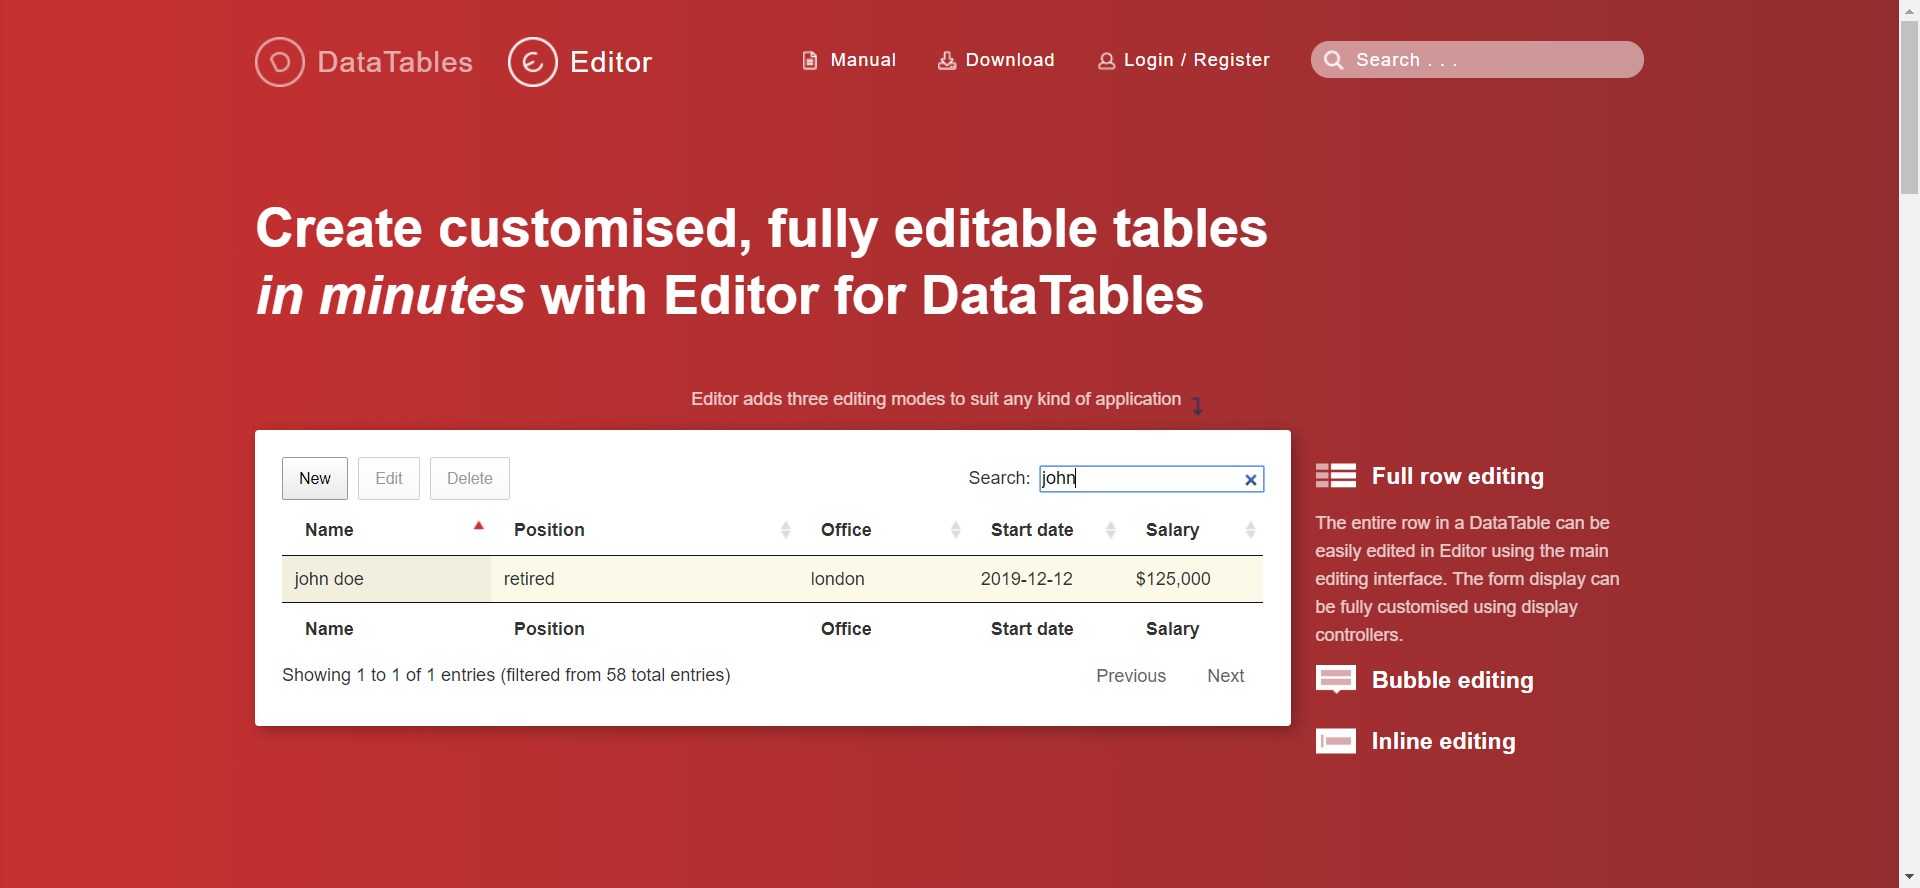 DataTables Editor Manual Download Login / Register Search . . .
Create customised, fully editable tables
in minutes with Editor for DataTables
Editor adds three editing modes to suit any kind of application
New Edit Delete Search: john
Name Position Office Start date Salary
john doe retired london 2019-12-12 $125,000
Name Position Office Start date Salary
Showing 1 to 1 of 1 entries (filtered from 58 total entries) Previous Next
Full row editing
The entire row in a DataTable can be
easily edited in Editor using the main
editing interface. The form display can
be fully customised using display
controllers.
Bubble editing
Inline editing